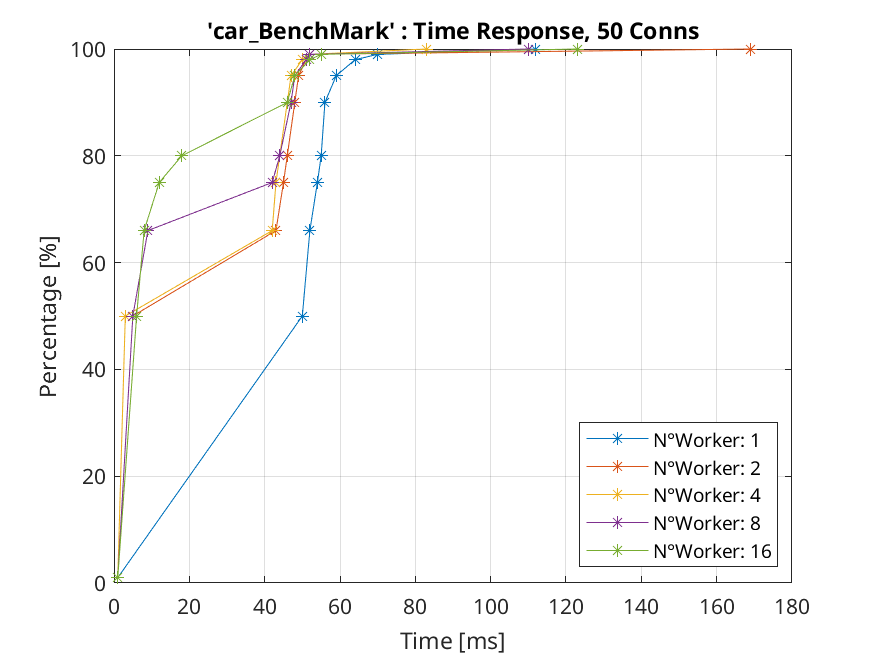 'car_BenchMark' : Time Response, 50 Conns
100
80
60
40
20
0
Percentage [%]
0 20 40 60 80 100 120 140 160 180
Time [ms]
N°Worker: 1
N°Worker: 2
N°Worker: 4
N°Worker: 8
N°Worker: 16